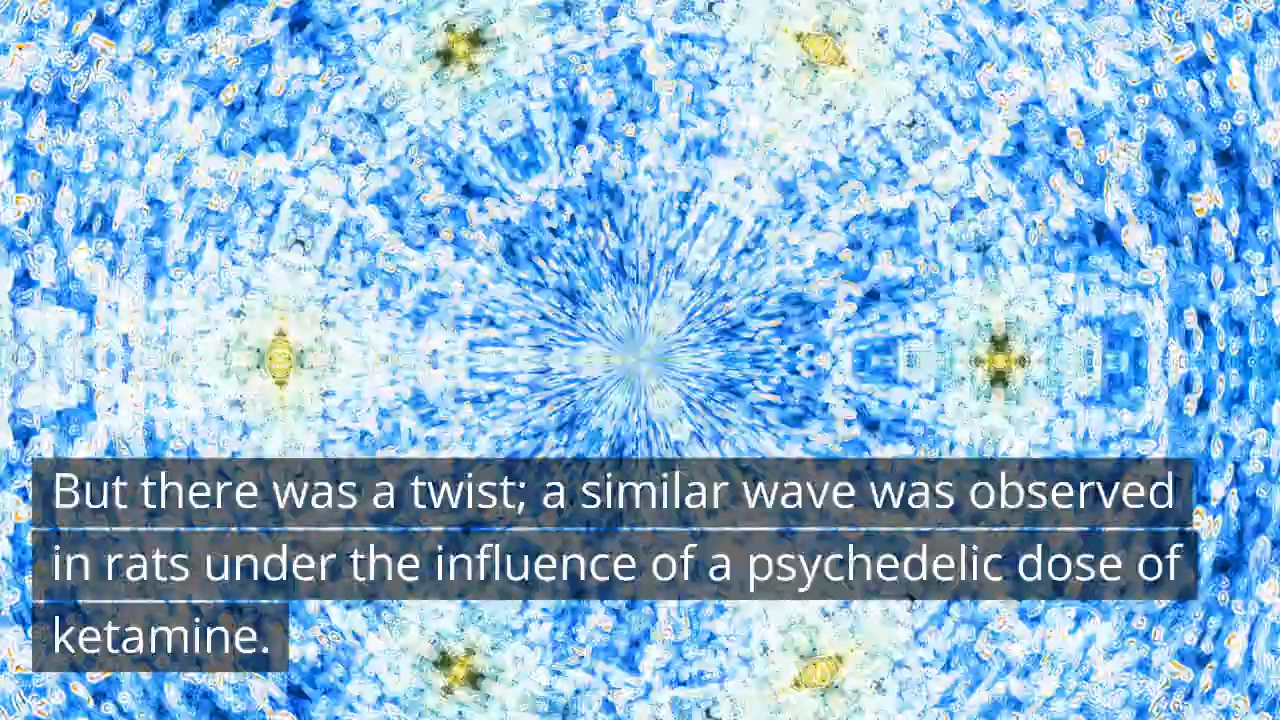 But there was a twist; a similar wave was observed
in rats under the influence of a psychedelic dose of
ketamine.